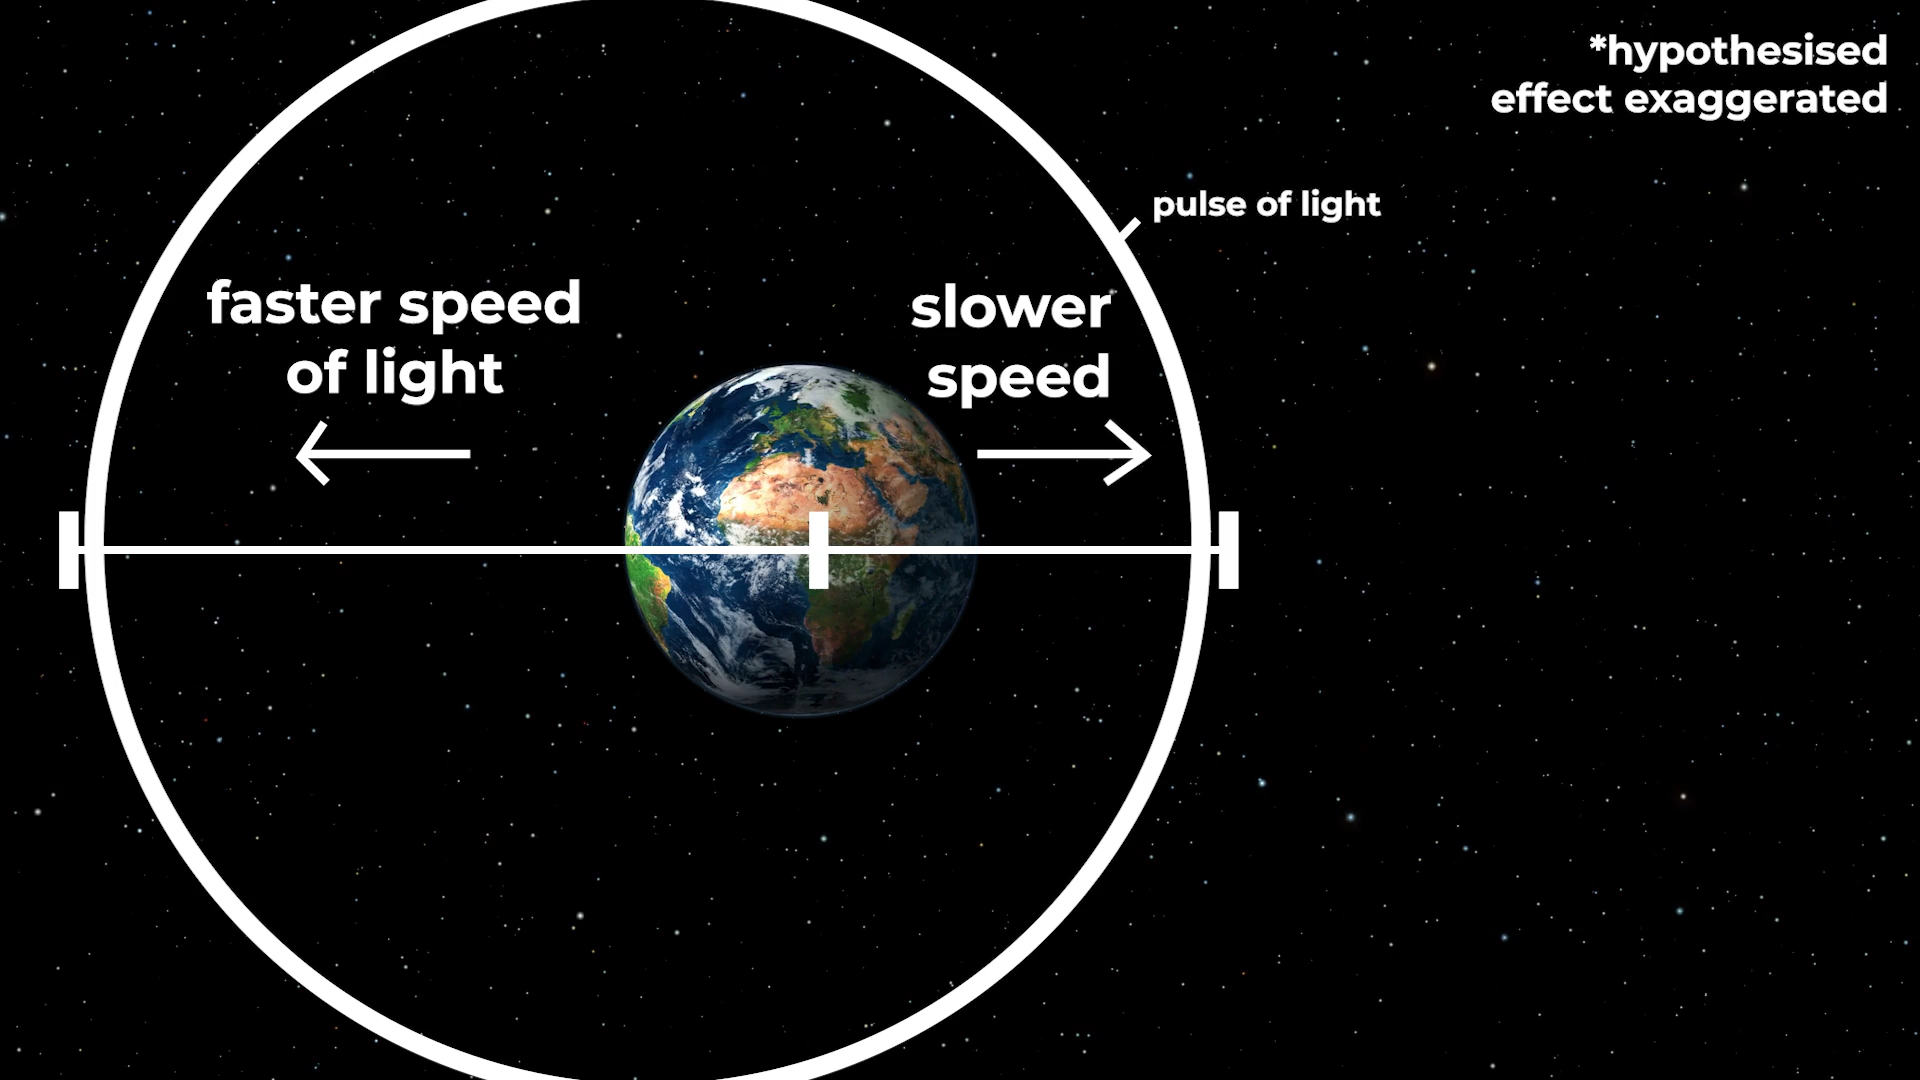 *hypothesised
effect exaggerated
pulse of light
faster speed
of light
slower
speed